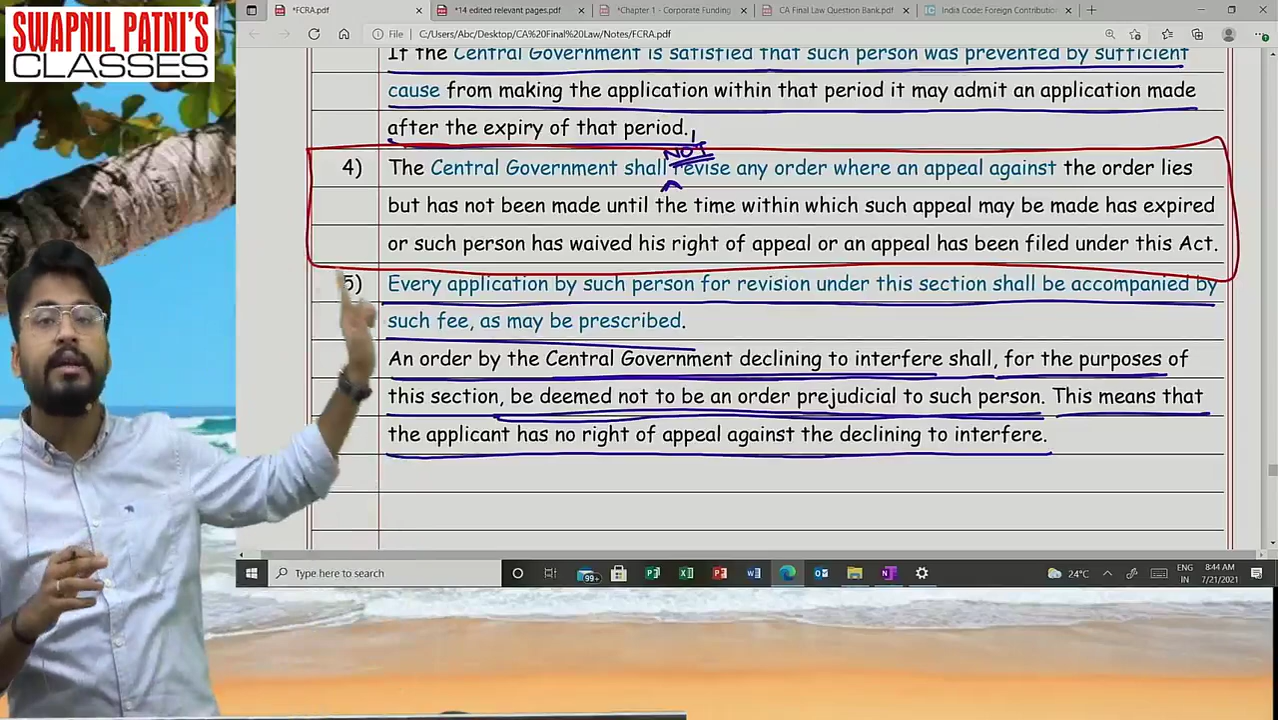 SWAPNIL PATNI'S
CLASSES
*FCRA.pdf
*14 edited relevant pages.pdf
*Chapter 1 - Corporate Funding
CA Final Law Question Bank.pdf
India Code: Foreign Contributio
File
C:/Users/Abc/Desktop/CA%20Final%20Law/Notes/FCRA.pdf
If the Central Government is satisfied that such person was prevented by sufficient
cause from making the application within that period it may admit an application made
after the expiry of that period.
NOT
4) The Central Government shall revise any order where an appeal against the order lies
but has not been made until the time within which such appeal may be made has expired
or such person has waived his right of appeal or an appeal has been filed under this Act.
5) Every application by such person for revision under this section shall be accompanied by
such fee, as may be prescribed.
An order by the Central Government declining to interfere shall, for the purposes of
this section, be deemed not to be an order prejudicial to such person. This means that
the applicant has no right of appeal against the declining to interfere.
Type here to search
99+
24°C
ENG
IN
8:44 AM
7/21/2021